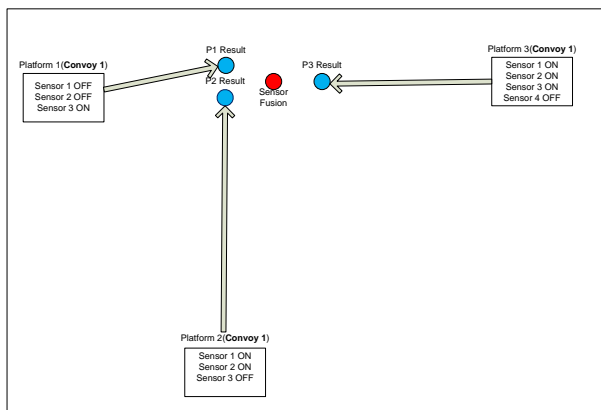 P1 Result
Platform 1(Convoy 1)
Sensor 1 OFF
Sensor 2 OFF
Sensor 3 ON
P2 Result
Sensor
Fusion
P3 Result
Platform 3(Convoy 1)
Sensor 1 ON
Sensor 2 ON
Sensor 3 ON
Sensor 4 OFF
Platform 2(Convoy 1)
Sensor 1 ON
Sensor 2 ON
Sensor 3 OFF